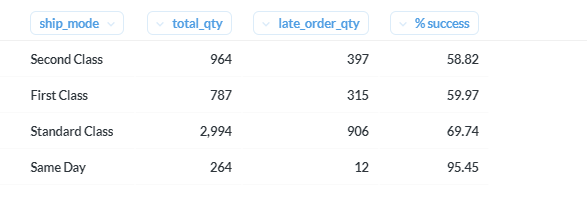 ship_mode total_qty late_order_qty % success
Second Class 964 397 58.82
First Class 787 315 59.97
Standard Class 2,994 906 69.74
Same Day 264 12 95.45